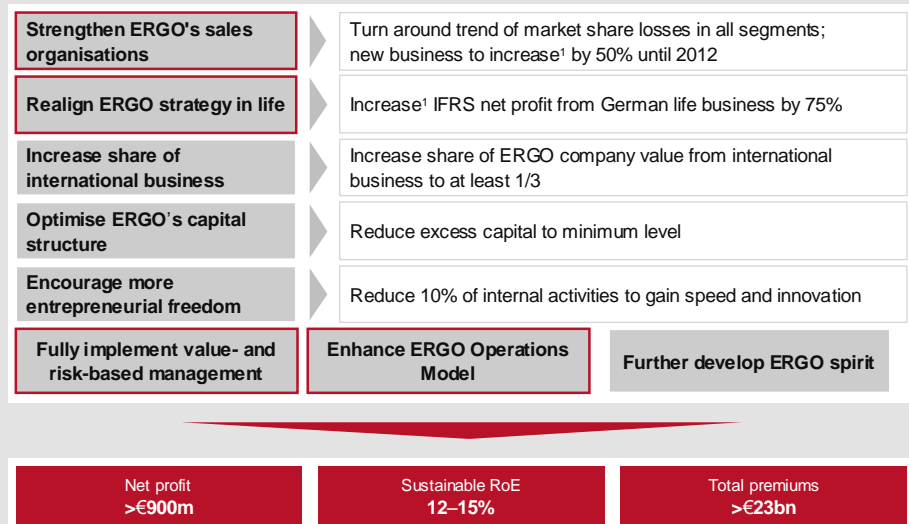 Strengthen ERGO's sales
organisations
Turn around trend of market share losses in all segments;
new business to increase¹ by 50% until 2012
Realign ERGO strategy in life
Increase¹ IFRS net profit from German life business by 75%
Increase share of
international business
Increase share of ERGO company value from international
business to at least 1/3
Optimise ERGO's capital
structure
Reduce excess capital to minimum level
Encourage more
entrepreneurial freedom
Reduce 10% of internal activities to gain speed and innovation
Fully implement value- and
risk-based management
Enhance ERGO Operations
Model
Further develop ERGO spirit
Net profit
>€900m
Sustainable RoE
12–15%
Total premiums
>€23bn